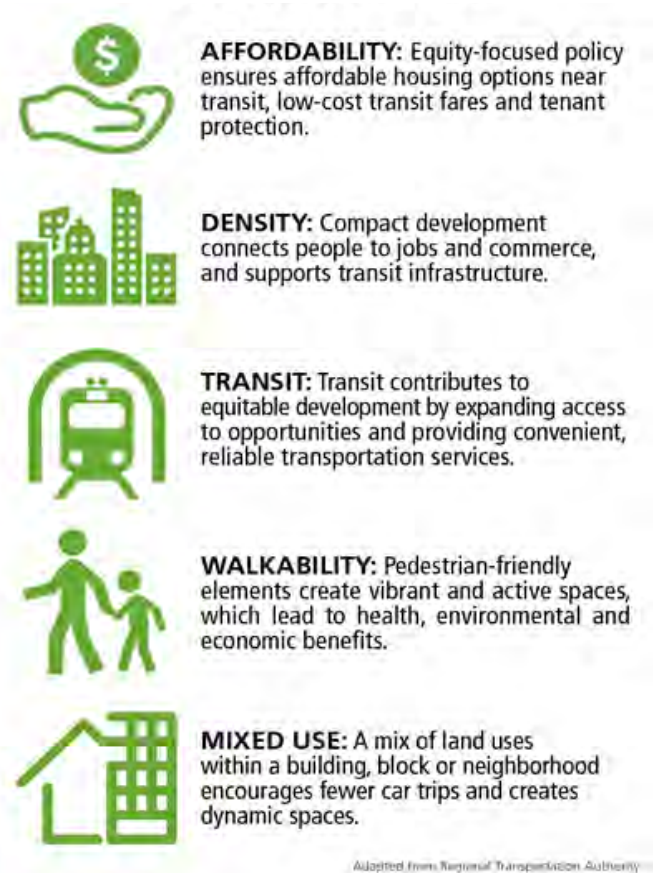 $
AFFORDABILITY: Equity-focused policy
ensures affordable housing options near
transit, low-cost transit fares and tenant
protection.
DENSITY: Compact development
connects people to jobs and commerce,
and supports transit infrastructure.
TRANSIT: Transit contributes to
equitable development by expanding access
to opportunities and providing convenient,
reliable transportation services.
WALKABILITY: Pedestrian-friendly
elements create vibrant and active spaces,
which lead to health, environmental and
economic benefits.
MIXED USE: A mix of land uses
within a building, block or neighborhood
encourages fewer car trips and creates
dynamic spaces.
Adapted from Regional Transportation Authority